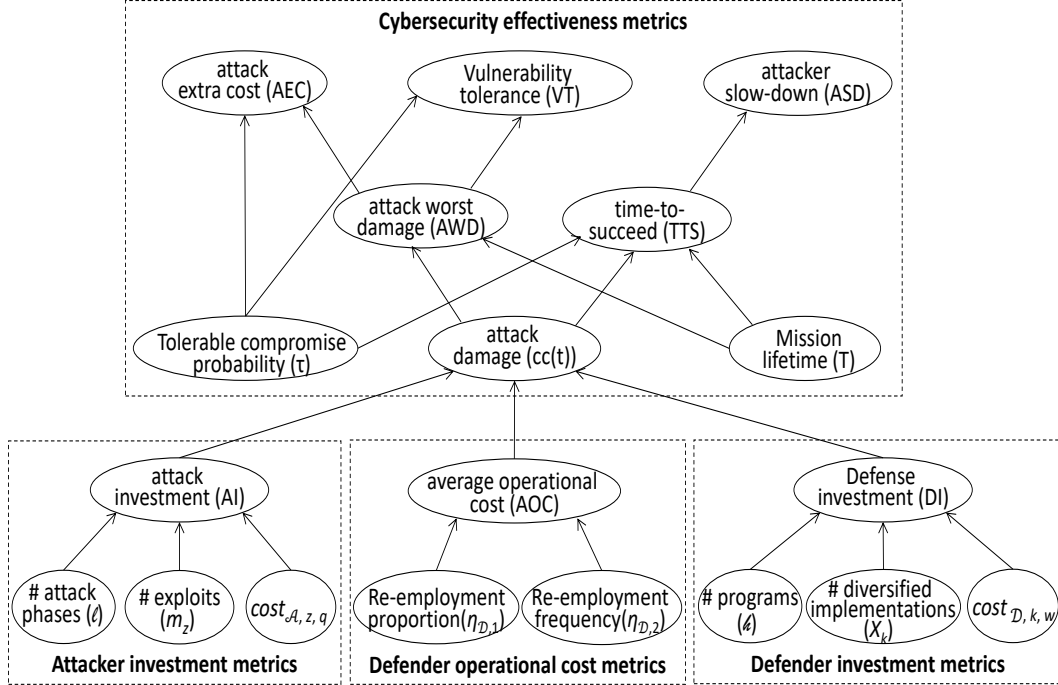 Cybersecurity effectiveness metrics
attack
extra cost (AEC)
Vulnerability
tolerance (VT)
attacker
slow-down (ASD)
attack worst
damage (AWD)
time-to-
succeed (TTS)
Tolerable compromise
probability (τ)
attack
damage (cc(t))
Mission
lifetime (T)
attack
investment (AI)
average operational
cost (AOC)
Defense
investment (DI)
# attack
phases (ℓ)
# exploits
(m_z)
cost_𝒜, z, q
Re-employment
proportion(η_𝒟,1)
Re-employment
frequency(η_𝒟,2)
# programs
(𝓀)
# diversified
implementations
(X_k)
cost_𝒟, k, w
Attacker investment metrics
Defender operational cost metrics
Defender investment metrics